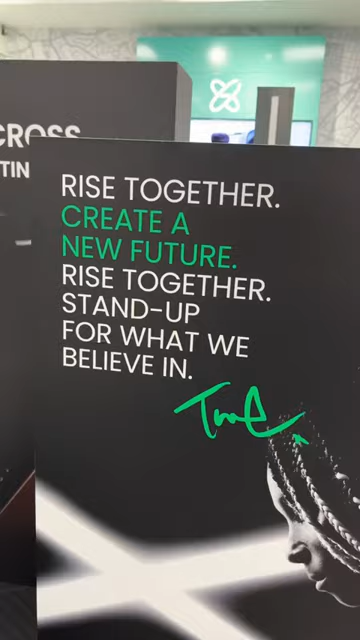 CROSS
TIN
RISE TOGETHER.
CREATE A
NEW FUTURE.
RISE TOGETHER.
STAND-UP
FOR WHAT WE
BELIEVE IN.